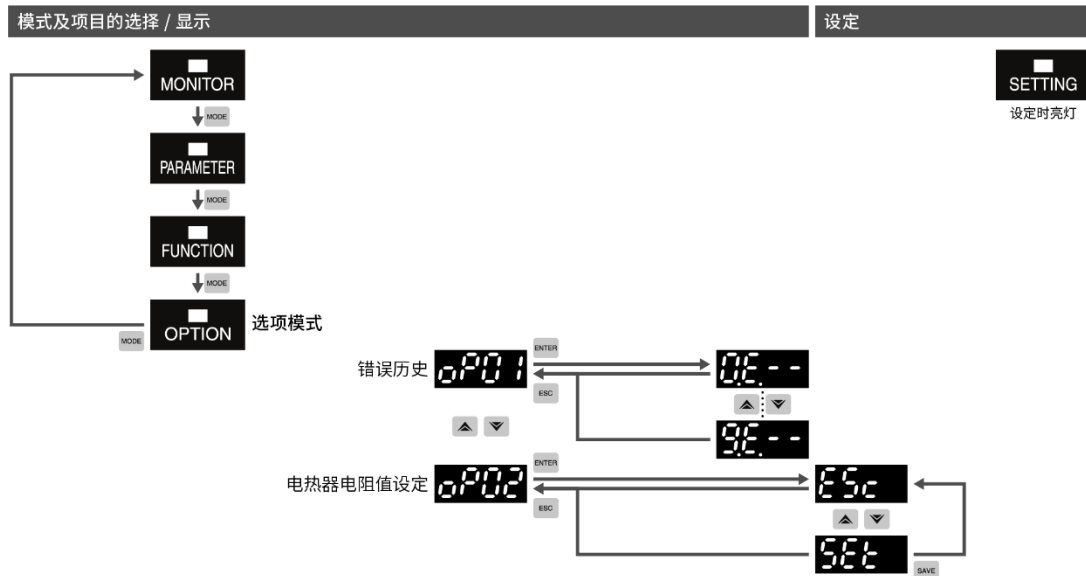 模式及项目的选择 / 显示
设定
MONITOR
SETTING
MODE
设定时亮灯
PARAMETER
MODE
FUNCTION
MODE
OPTION
选项模式
MODE
错误历史
oP01
ENTER
ESC
0.E.--
9.E.--
电热器电阻值设定
oP02
ENTER
ESC
ESc
SEt
SAVE